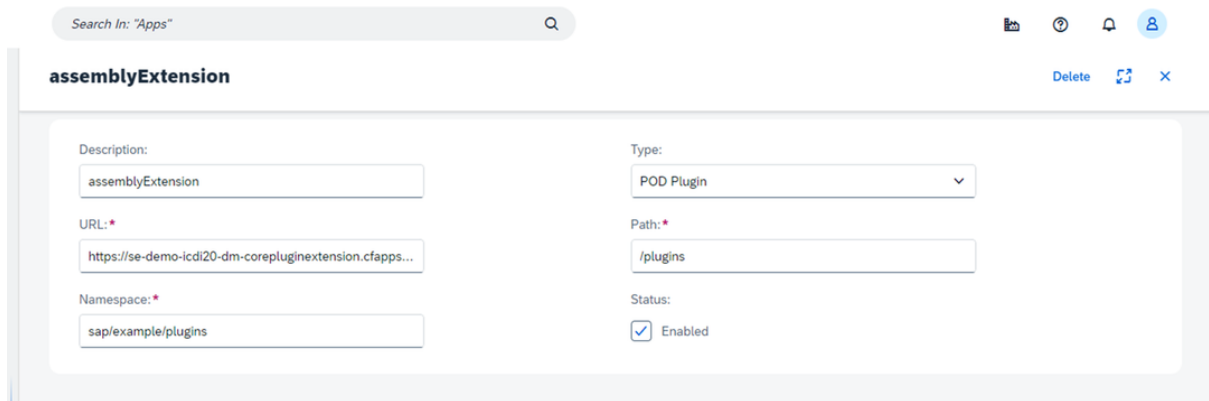 Search In: "Apps"
assemblyExtension
Delete
Description:
Type:
assemblyExtension
POD Plugin
URL:*
Path:*
https://se-demo-icdi20-dm-corepluginextension.cfapps...
/plugins
Namespace:*
Status:
sap/example/plugins
Enabled